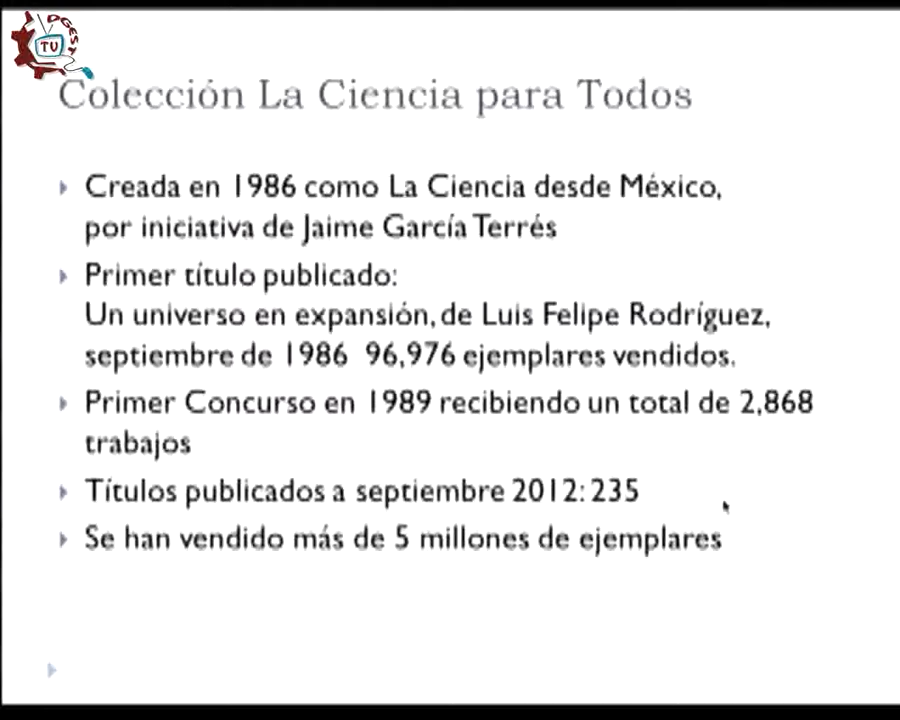 TU
DGEST
Colección La Ciencia para Todos
Creada en 1986 como La Ciencia desde México,
por iniciativa de Jaime García Terrés
Primer título publicado:
Un universo en expansión, de Luis Felipe Rodríguez,
septiembre de 1986 96,976 ejemplares vendidos.
Primer Concurso en 1989 recibiendo un total de 2,868
trabajos
Títulos publicados a septiembre 2012: 235
Se han vendido más de 5 millones de ejemplares